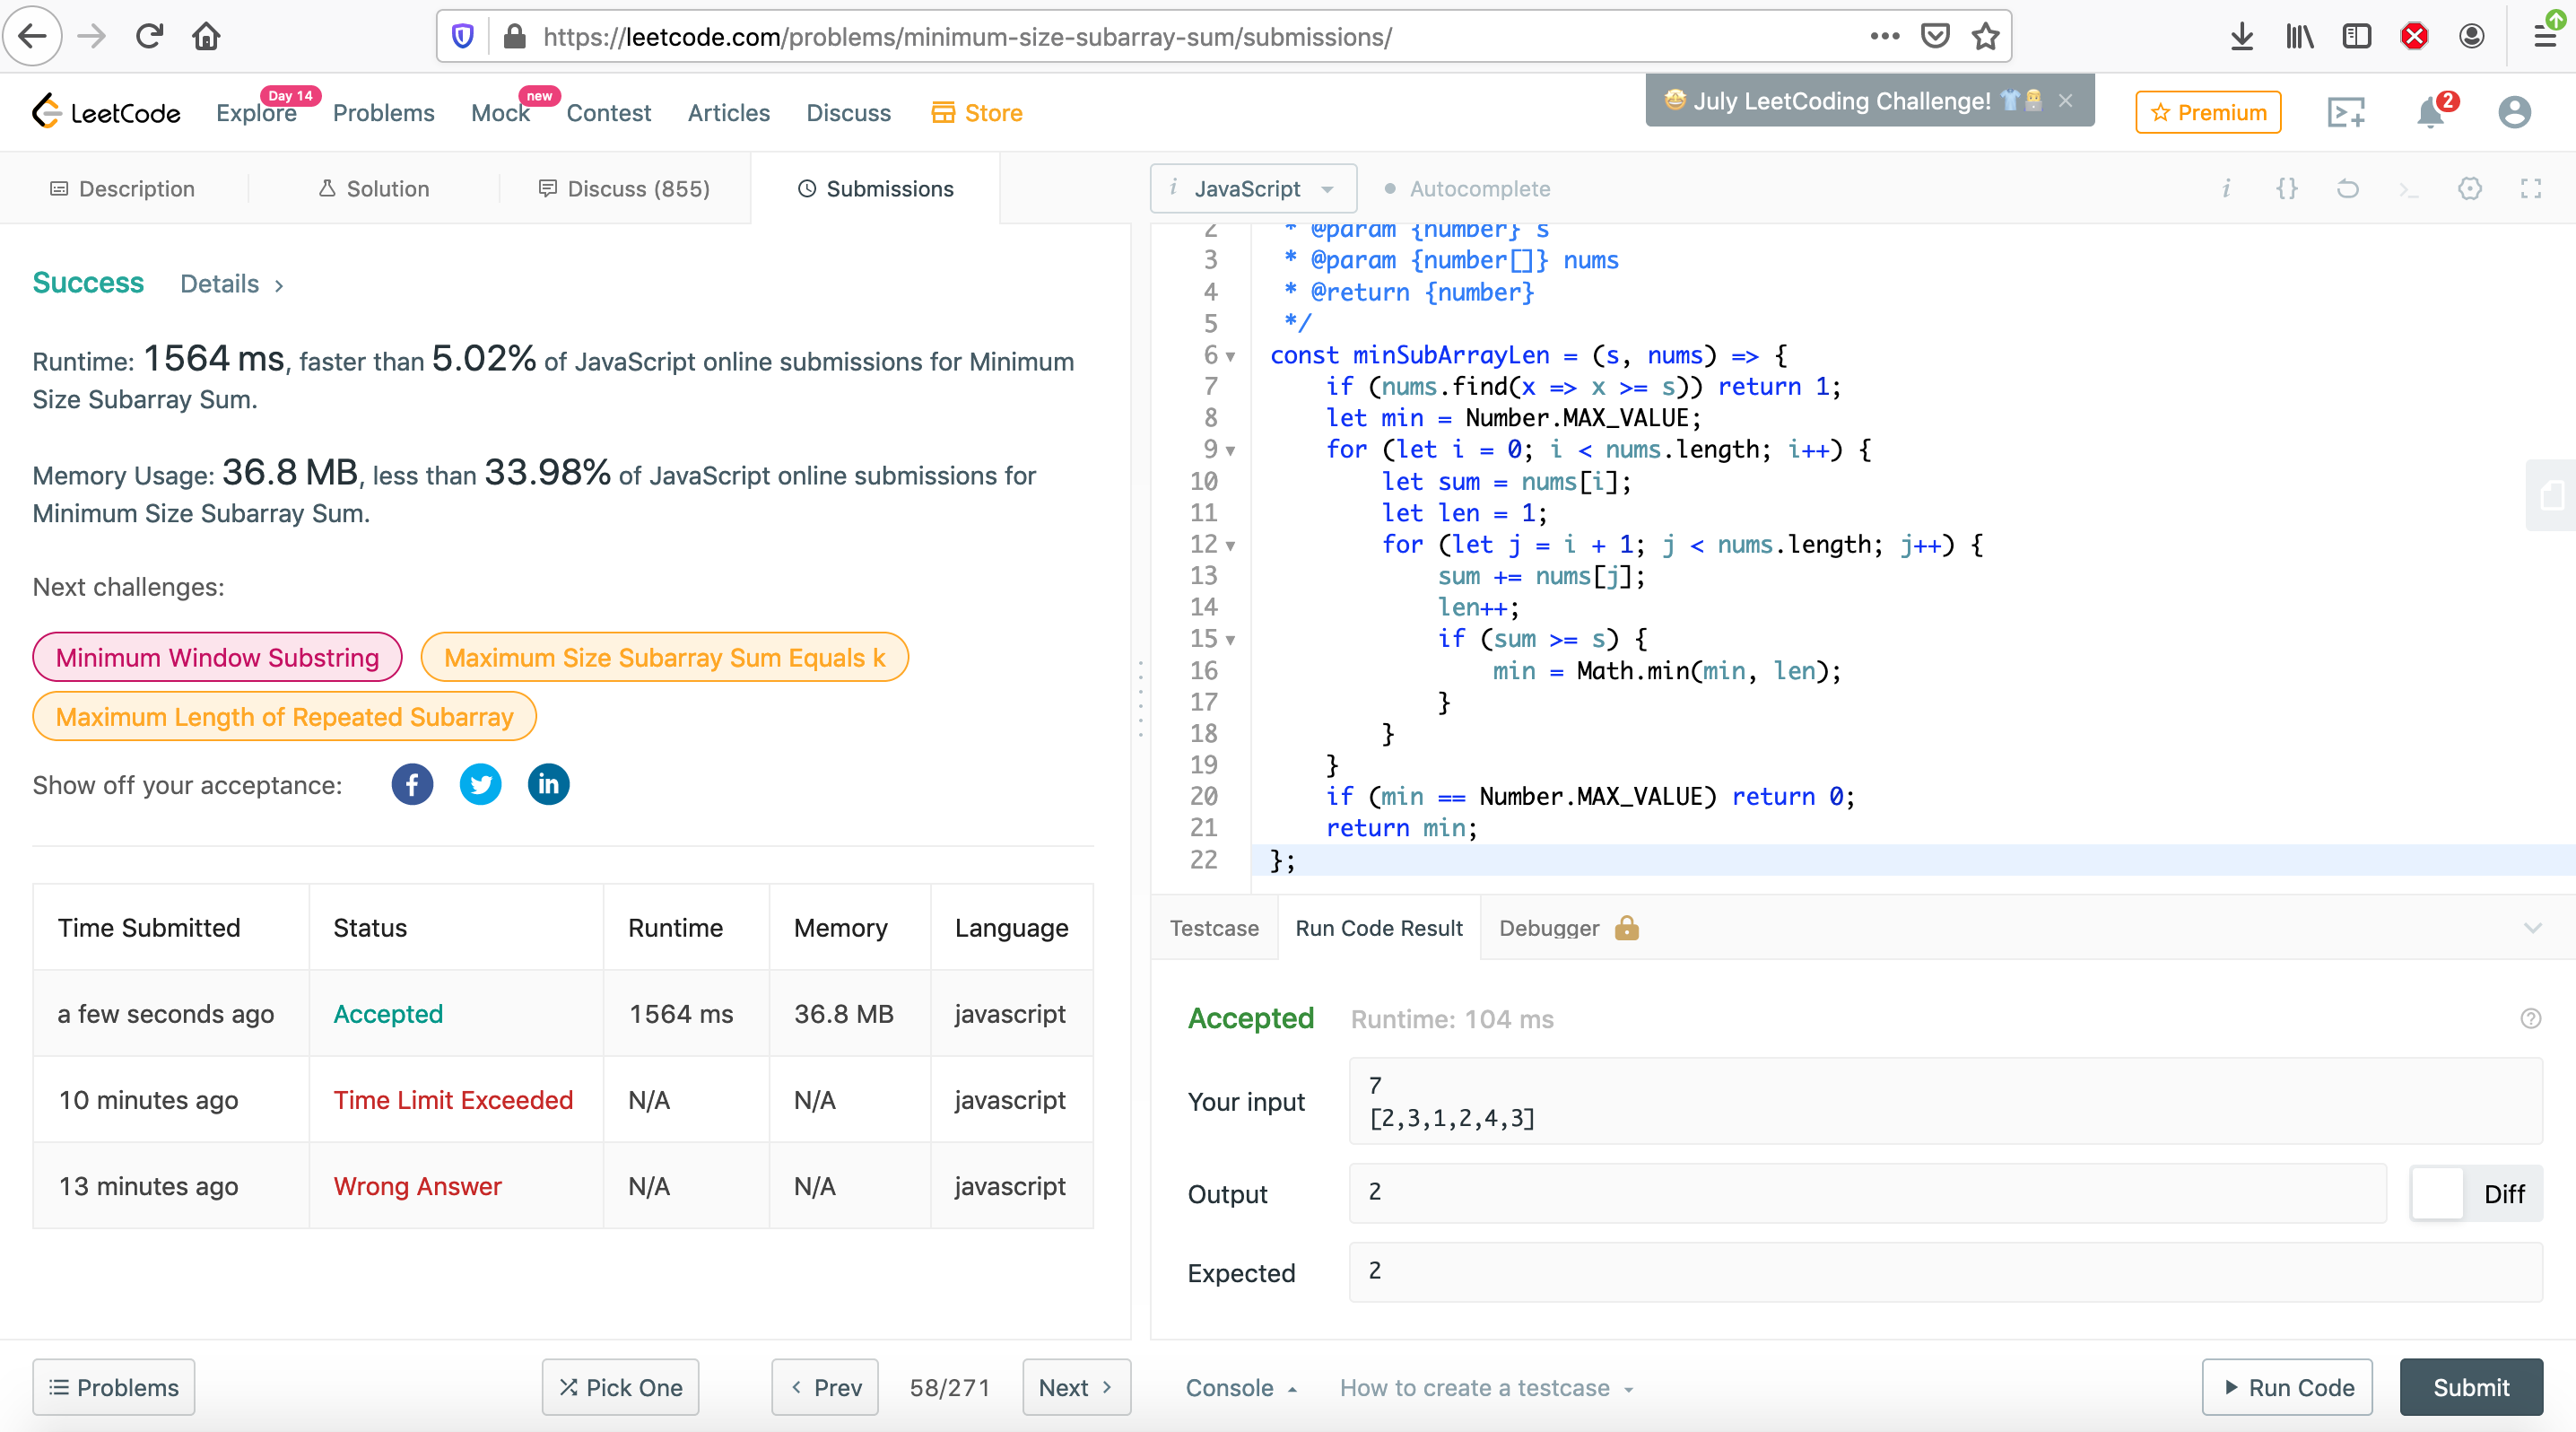 https://leetcode.com/problems/minimum-size-subarray-sum/submissions/
LeetCode
Explore
Day 14
Problems
Mock
new
Contest
Articles
Discuss
Store
July LeetCoding Challenge!
Premium
2
Description
Solution
Discuss (855)
Submissions
i JavaScript
Autocomplete
i {}
Success Details >
Runtime: 1564 ms, faster than 5.02% of JavaScript online submissions for Minimum
Size Subarray Sum.
Memory Usage: 36.8 MB, less than 33.98% of JavaScript online submissions for
Minimum Size Subarray Sum.
Next challenges:
Minimum Window Substring
Maximum Size Subarray Sum Equals k
Maximum Length of Repeated Subarray
Show off your acceptance:
Time Submitted Status Runtime Memory Language
a few seconds ago Accepted 1564 ms 36.8 MB javascript
10 minutes ago Time Limit Exceeded N/A N/A javascript
13 minutes ago Wrong Answer N/A N/A javascript
Problems
Pick One
< Prev
58/271
Next >
2 * @param {number} s
3 * @param {number[]} nums
4 * @return {number}
5 */
6 const minSubArrayLen = (s, nums) => {
7 if (nums.find(x => x >= s)) return 1;
8 let min = Number.MAX_VALUE;
9 for (let i = 0; i < nums.length; i++) {
10 let sum = nums[i];
11 let len = 1;
12 for (let j = i + 1; j < nums.length; j++) {
13 sum += nums[j];
14 len++;
15 if (sum >= s) {
16 min = Math.min(min, len);
17 }
18 }
19 }
20 if (min == Number.MAX_VALUE) return 0;
21 return min;
22 };
Testcase
Run Code Result
Debugger
Accepted Runtime: 104 ms
Your input
7
[2,3,1,2,4,3]
Output
2
Diff
Expected
2
Console
How to create a testcase
Run Code
Submit